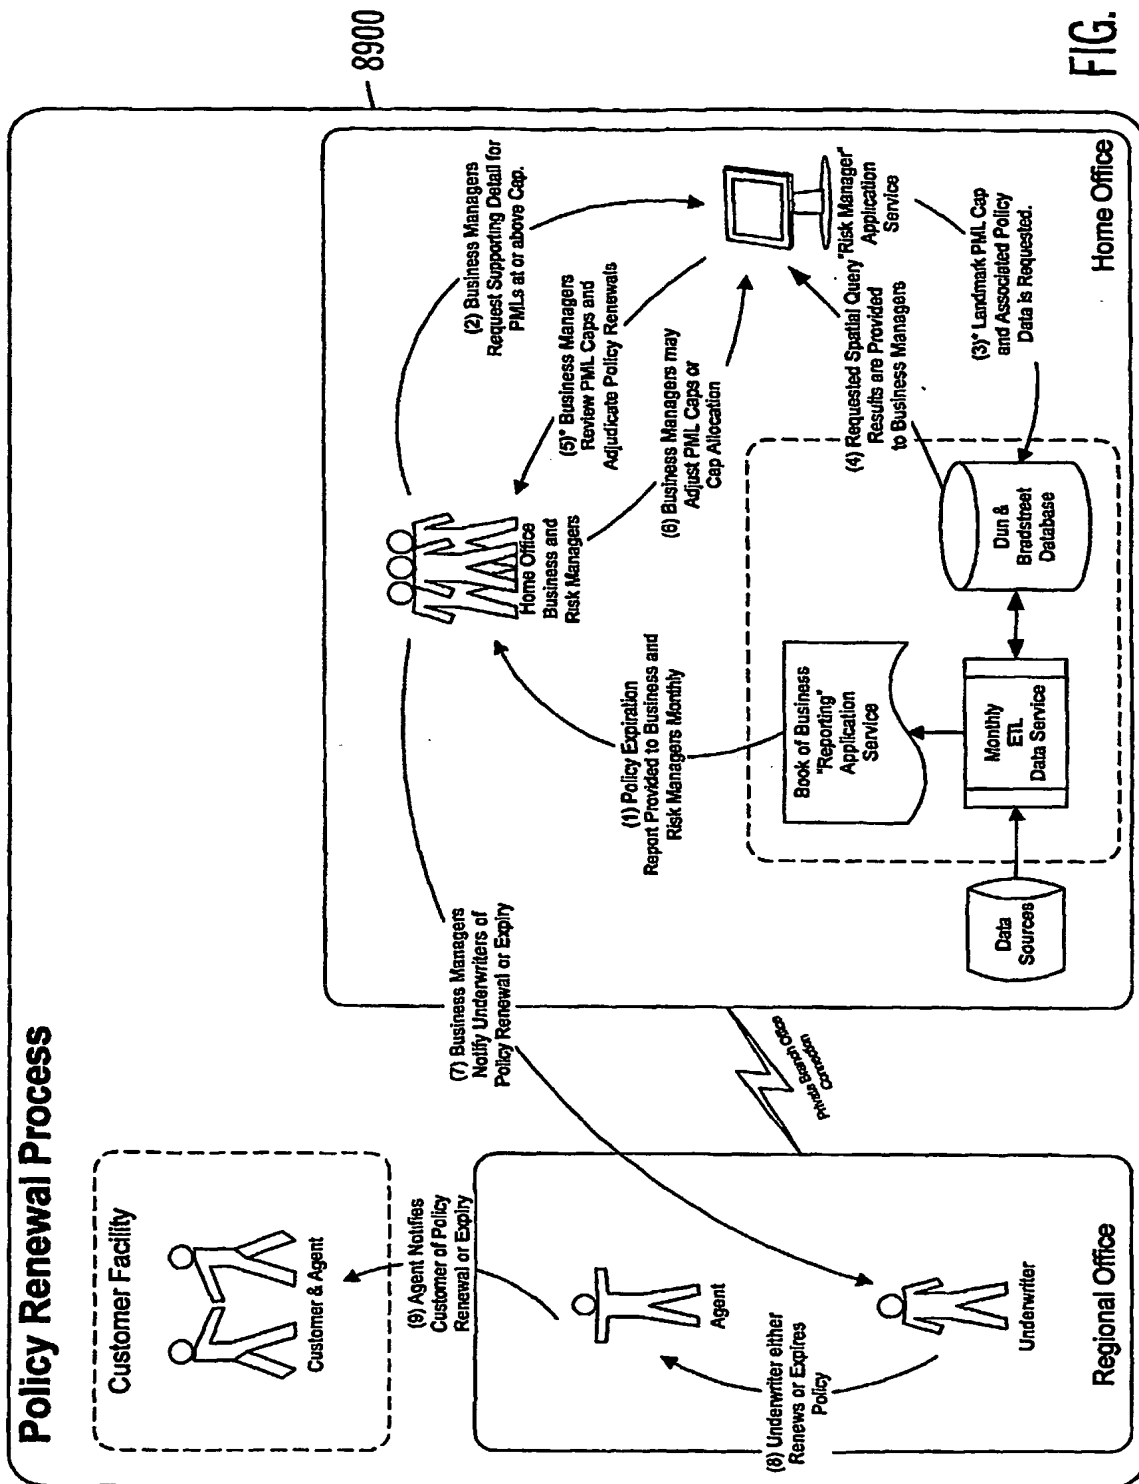 Policy Renewal Process
Customer Facility
Customer & Agent
(9) Agent Notifies
Customer of Policy
Renewal or Expiry
Agent
(8) Underwriter either
Renews or Expires
Policy
Underwriter
Regional Office
(7) Business Managers
Notify Underwriters of
Policy Renewal or Expiry
Private Branch Office
Connection
8900
Home Office
Business and
Risk Managers
(1) Policy Expiration
Report Provided to Business and
Risk Managers Monthly
(2) Business Managers
Request Supporting Detail for
PMLs at or above Cap.
(5)* Business Managers
Review PML Caps and
Adjudicate Policy Renewals
(6) Business Managers may
Adjust PML Caps or
Cap Allocation
"Risk Manager"
Application
Service
(4) Requested Spatial Query
Results are Provided
to Business Managers
(3)* Landmark PML Cap
and Associated Policy
Data is Requested.
Book of Business
"Reporting"
Application
Service
Data
Sources
Monthly
ETL
Data Service
Dun &
Bradstreet
Database
Home Office
FIG.